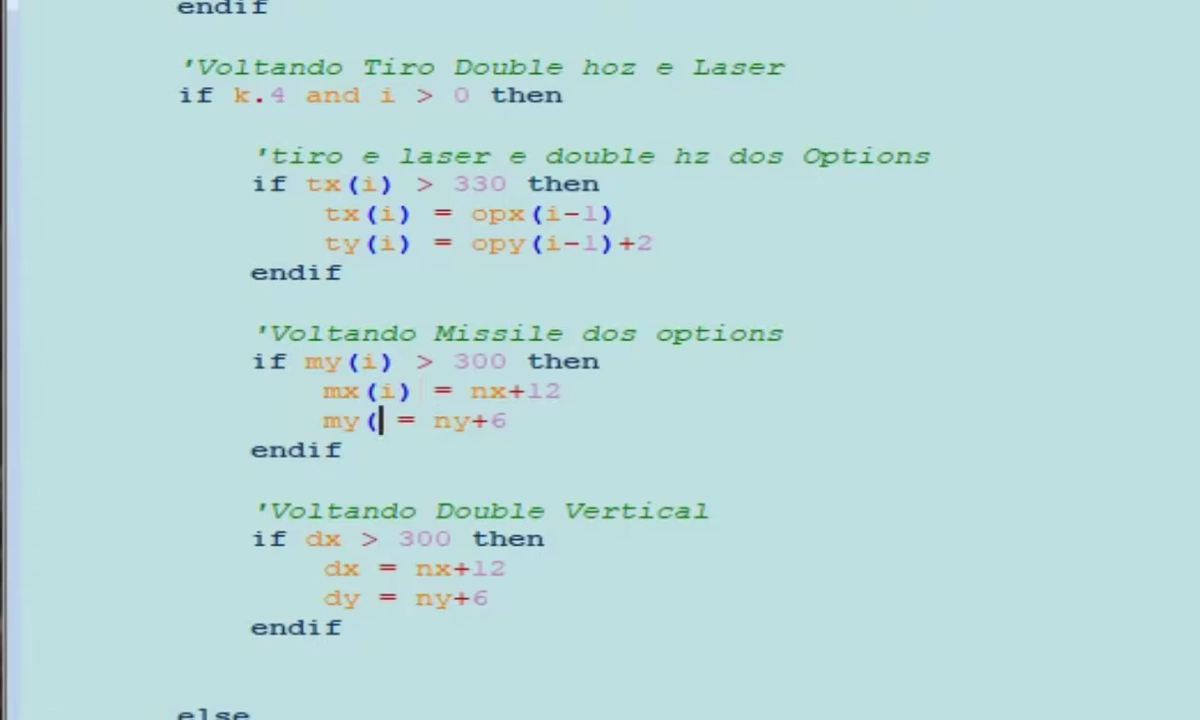 endif
'Voltando Tiro Double hoz e Laser
if k.4 and i > 0 then
'tiro e laser e double hz dos Options
if tx(i) > 330 then
tx(i) = opx(i-1)
ty(i) = opy(i-1)+2
endif
'Voltando Missile dos options
if my(i) > 300 then
mx(i) = nx+12
my( = ny+6
endif
'Voltando Double Vertical
if dx > 300 then
dx = nx+12
dy = ny+6
endif
else